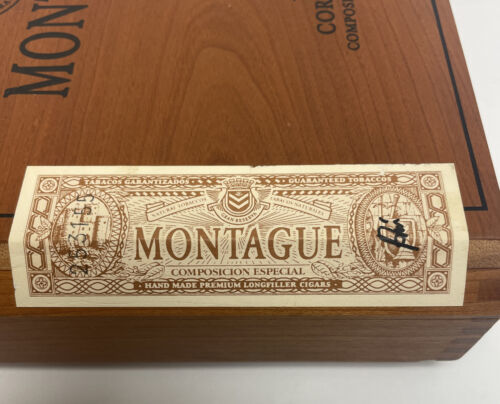 MON
COR
COMPOS
TABACOS GARANTIZADOS • GUARANTEED TOBACCOS
NATURAL TOBACCOS
TABACOS NATURALES
GRAN RESERVA
MONTAGUE
COMPOSICION ESPECIAL
HAND MADE PREMIUM LONGFILLER CIGARS